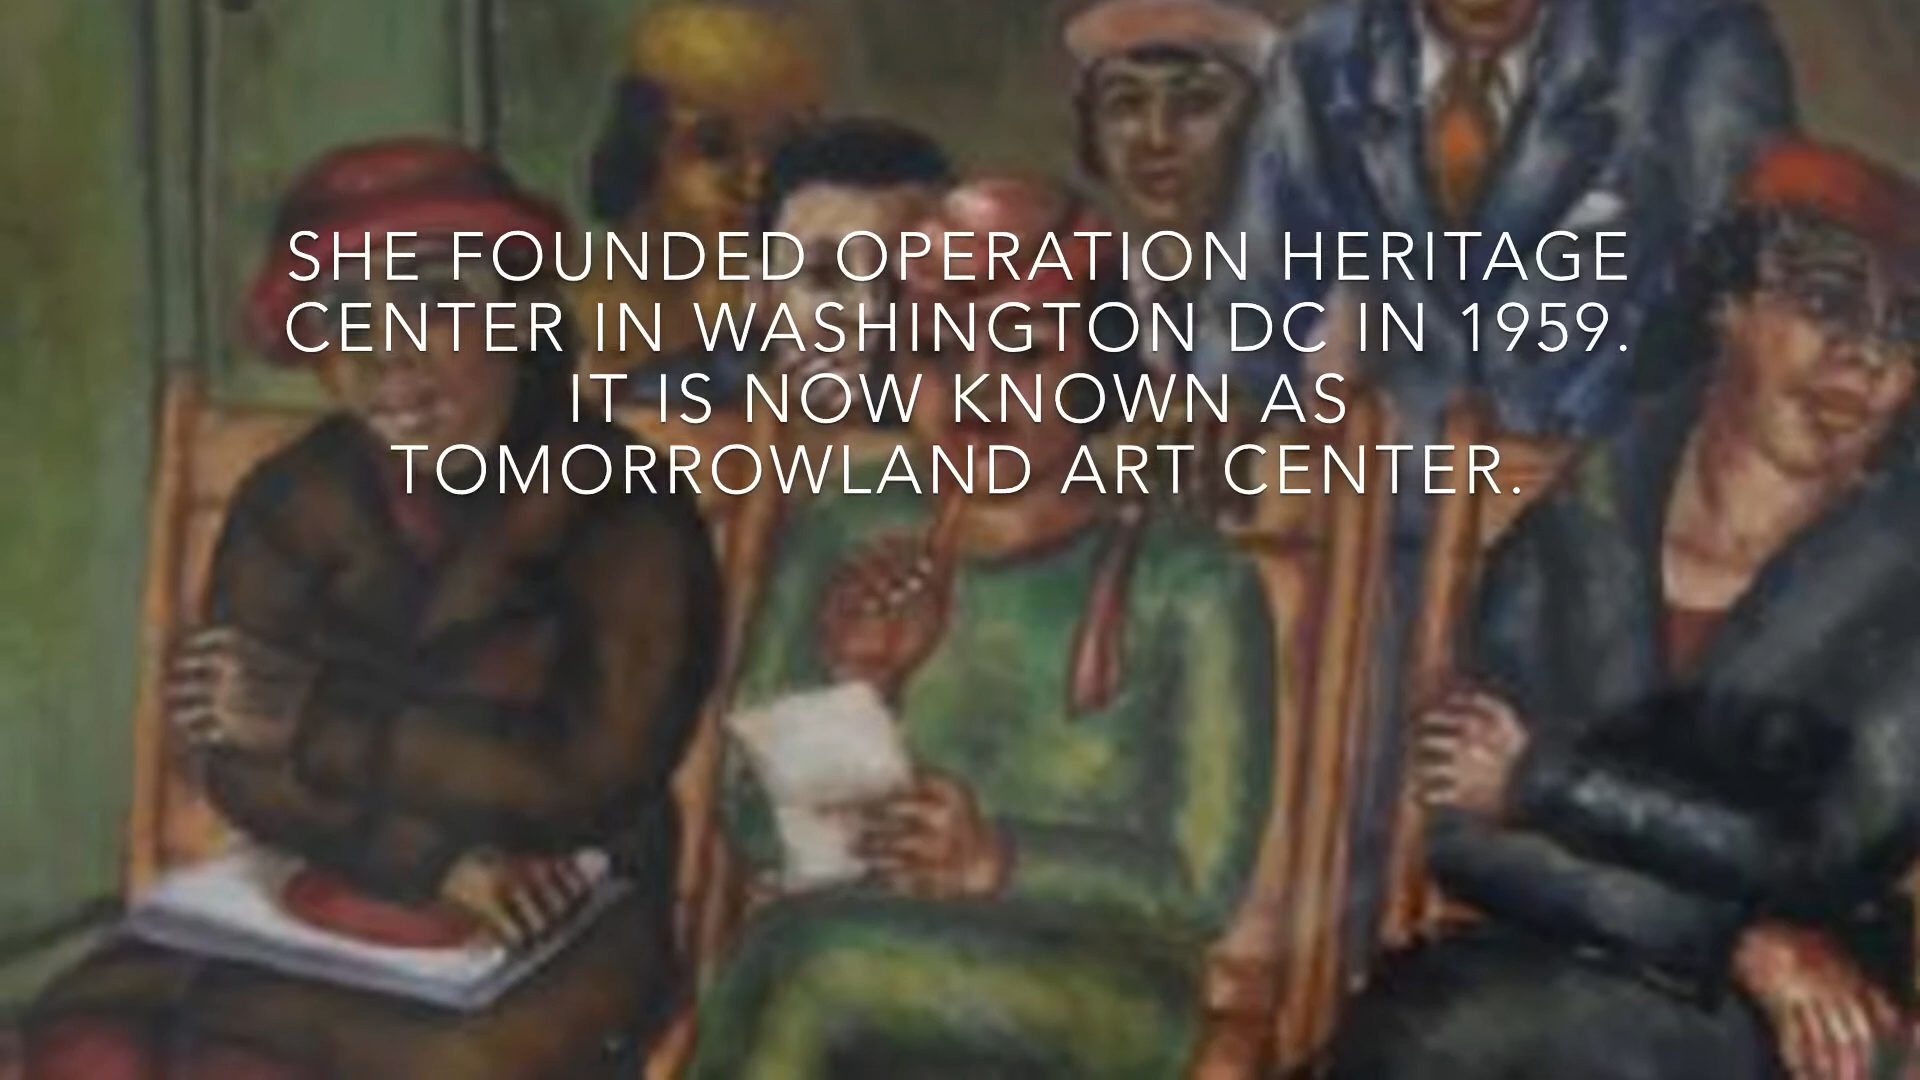 SHE FOUNDED OPERATION HERITAGE
CENTER IN WASHINGTON DC IN 1959.
IT IS NOW KNOWN AS
TOMORROWLAND ART CENTER.